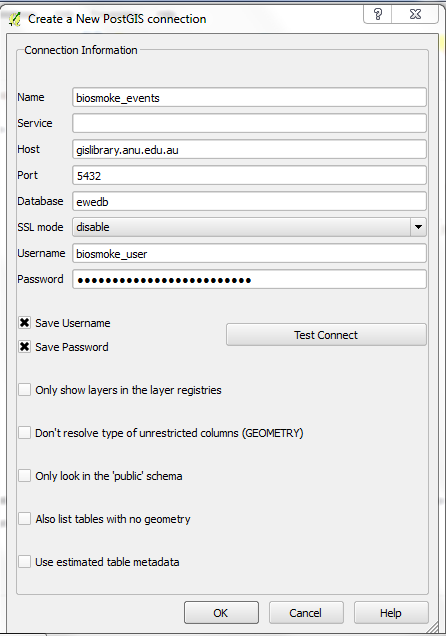 Create a New PostGIS connection
?
Connection Information
Name biosmoke_events
Service
Host gislibrary.anu.edu.au
Port 5432
Database ewedb
SSL mode disable
Username biosmoke_user
Password ●●●●●●●●●●●●●●●●●●●●●●●●●
Save Username
Test Connect
Save Password
Only show layers in the layer registries
Don't resolve type of unrestricted columns (GEOMETRY)
Only look in the 'public' schema
Also list tables with no geometry
Use estimated table metadata
OK Cancel Help